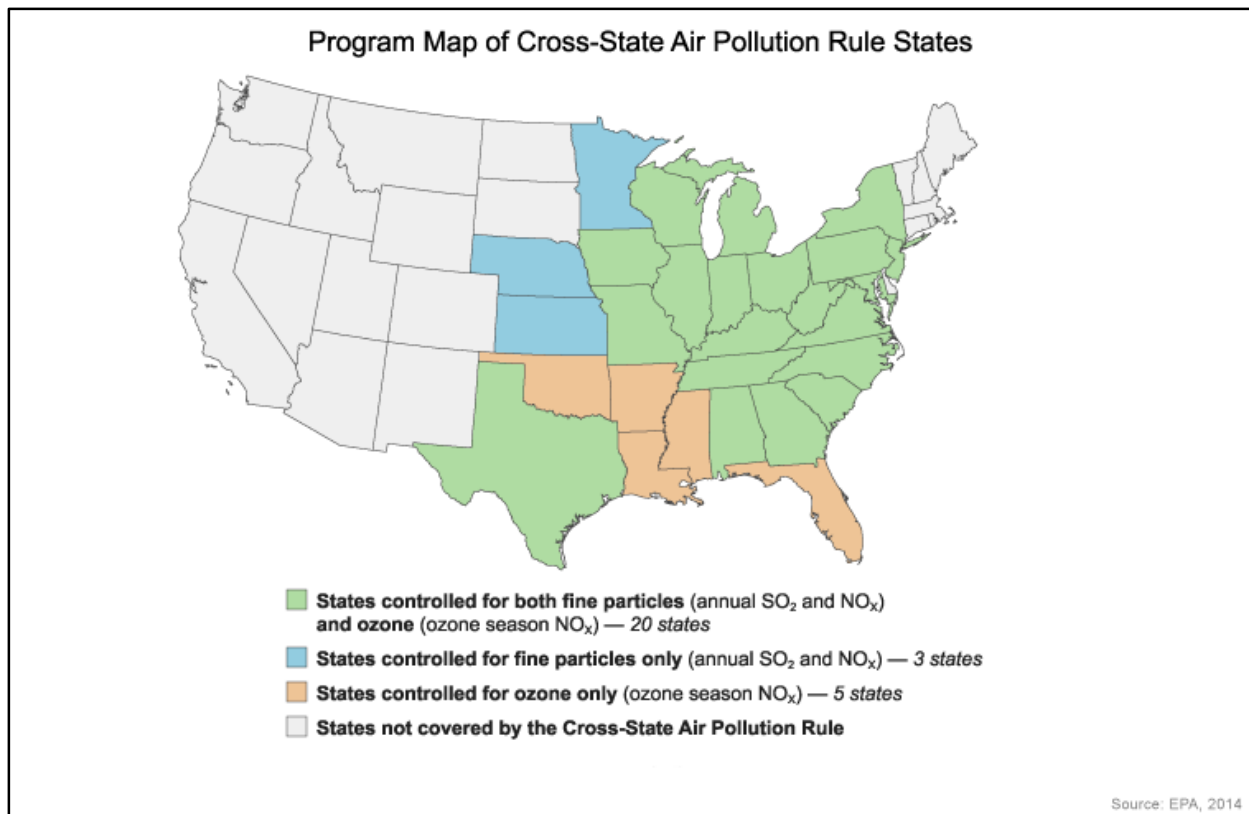 Program Map of Cross-State Air Pollution Rule States
States controlled for both fine particles (annual SO₂ and NOₓ)
and ozone (ozone season NOₓ) — 20 states
States controlled for fine particles only (annual SO₂ and NOₓ) — 3 states
States controlled for ozone only (ozone season NOₓ) — 5 states
States not covered by the Cross-State Air Pollution Rule
Source: EPA, 2014